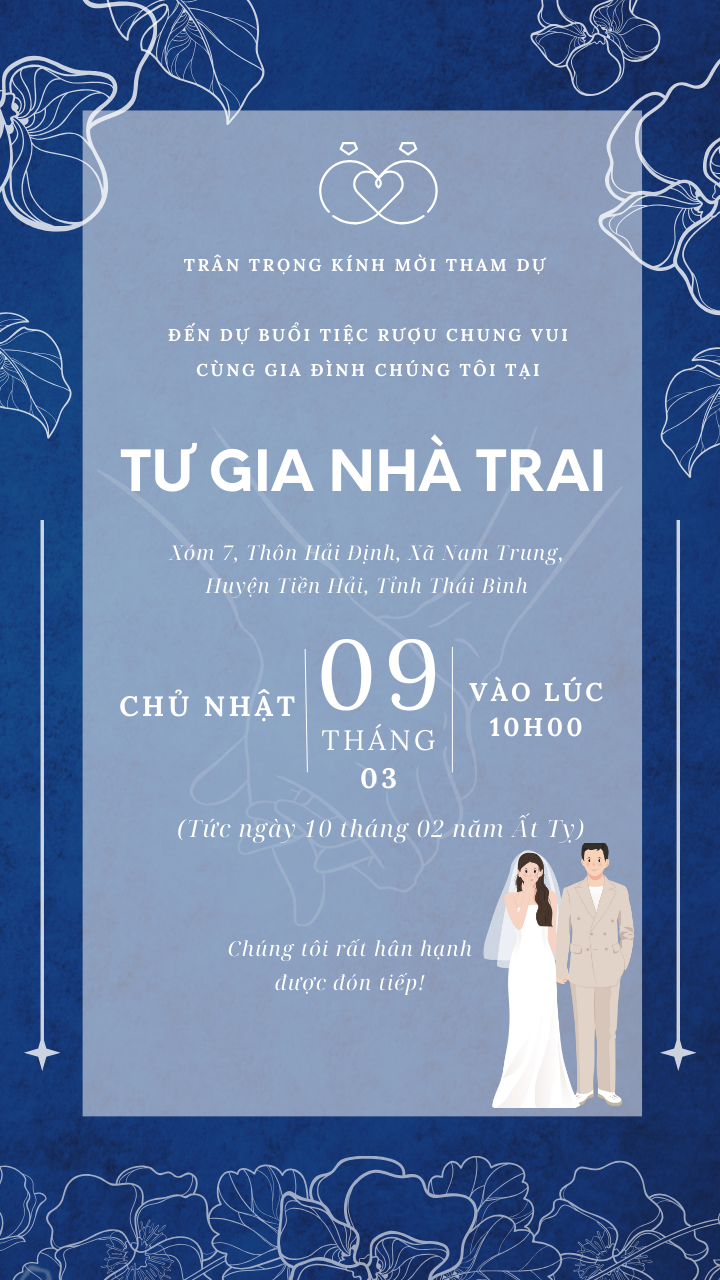 TRÂN TRỌNG KÍNH MỜI THAM DỰ
ĐẾN DỰ BUỔI TIỆC RƯỢU CHUNG VUI
CÙNG GIA ĐÌNH CHÚNG TÔI TẠI
TƯ GIA NHÀ TRAI
Xóm 7, Thôn Hải Định, Xã Nam Trung,
Huyện Tiền Hải, Tỉnh Thái Bình
CHỦ NHẬT
09
THÁNG
03
VÀO LÚC
10H00
(Tức ngày 10 tháng 02 năm Ất Tỵ)
Chúng tôi rất hân hạnh
được đón tiếp!